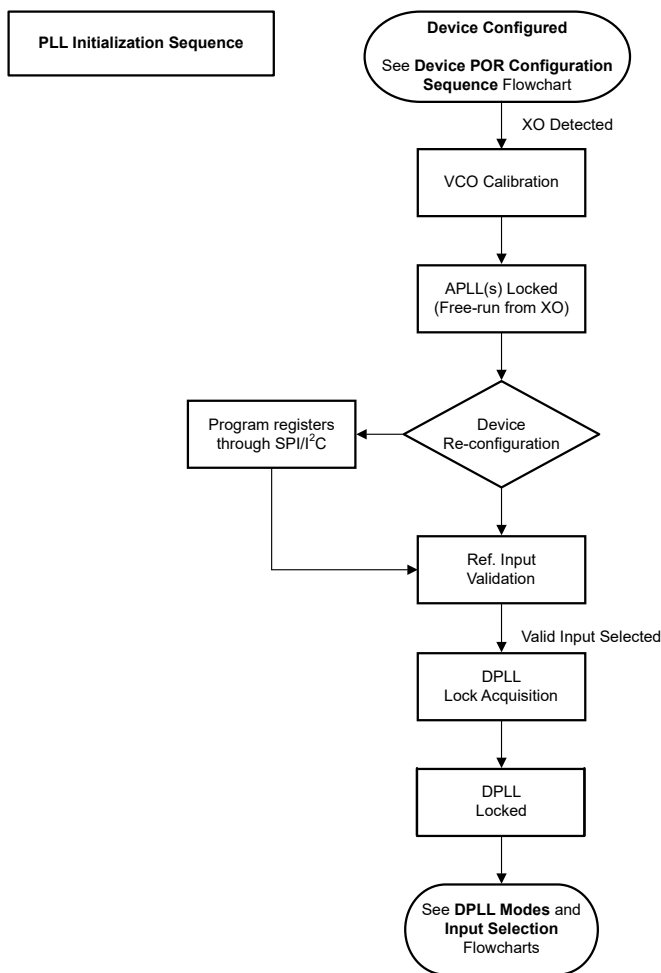 PLL Initialization Sequence
Device Configured
See Device POR Configuration
Sequence Flowchart
XO Detected
VCO Calibration
APLL(s) Locked
(Free-run from XO)
Device
Re-configuration
Program registers
through SPI/I²C
Ref. Input
Validation
Valid Input Selected
DPLL
Lock Acquisition
DPLL
Locked
See DPLL Modes and
Input Selection
Flowcharts